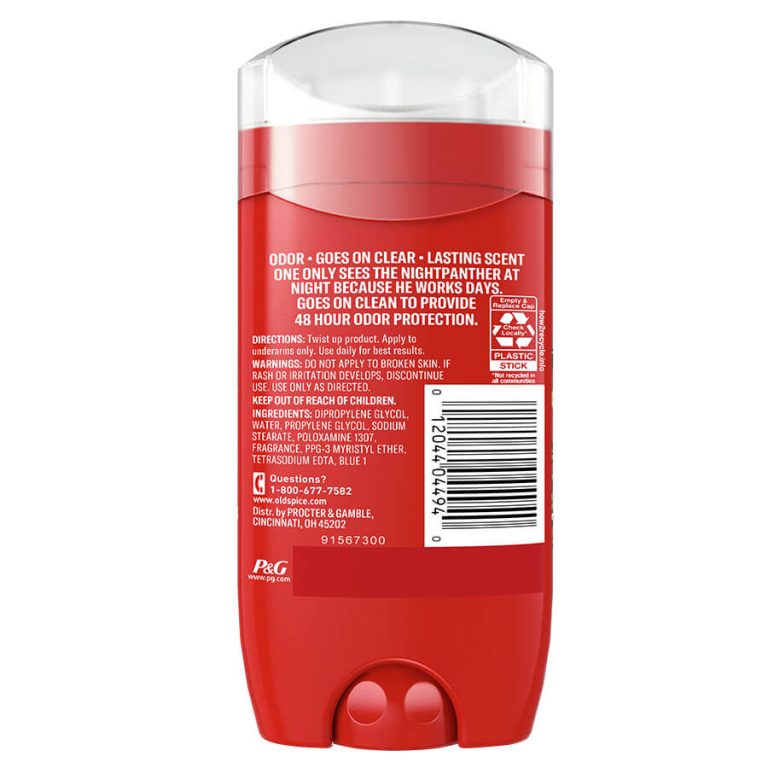 ODOR • GOES ON CLEAR • LASTING SCENT
ONE ONLY SEES THE NIGHTPANTHER AT
NIGHT BECAUSE HE WORKS DAYS.
GOES ON CLEAN TO PROVIDE
48 HOUR ODOR PROTECTION.
Empty &
Replace Cap
Check
Locally*
PLASTIC
STICK
*Not recycled in
all communities
how2recycle.info
DIRECTIONS: Twist up product. Apply to
underarms only. Use daily for best results.
WARNINGS: DO NOT APPLY TO BROKEN SKIN. IF
RASH OR IRRITATION DEVELOPS, DISCONTINUE
USE. USE ONLY AS DIRECTED.
KEEP OUT OF REACH OF CHILDREN.
INGREDIENTS: DIPROPYLENE GLYCOL,
WATER, PROPYLENE GLYCOL, SODIUM
STEARATE, POLOXAMINE 1307,
FRAGRANCE, PPG-3 MYRISTYL ETHER,
TETRASODIUM EDTA, BLUE 1
0 12044 04494 0
Questions?
1-800-677-7582
www.oldspice.com
Distr. by PROCTER & GAMBLE,
CINCINNATI, OH 45202
91567300
P&G
www.pg.com